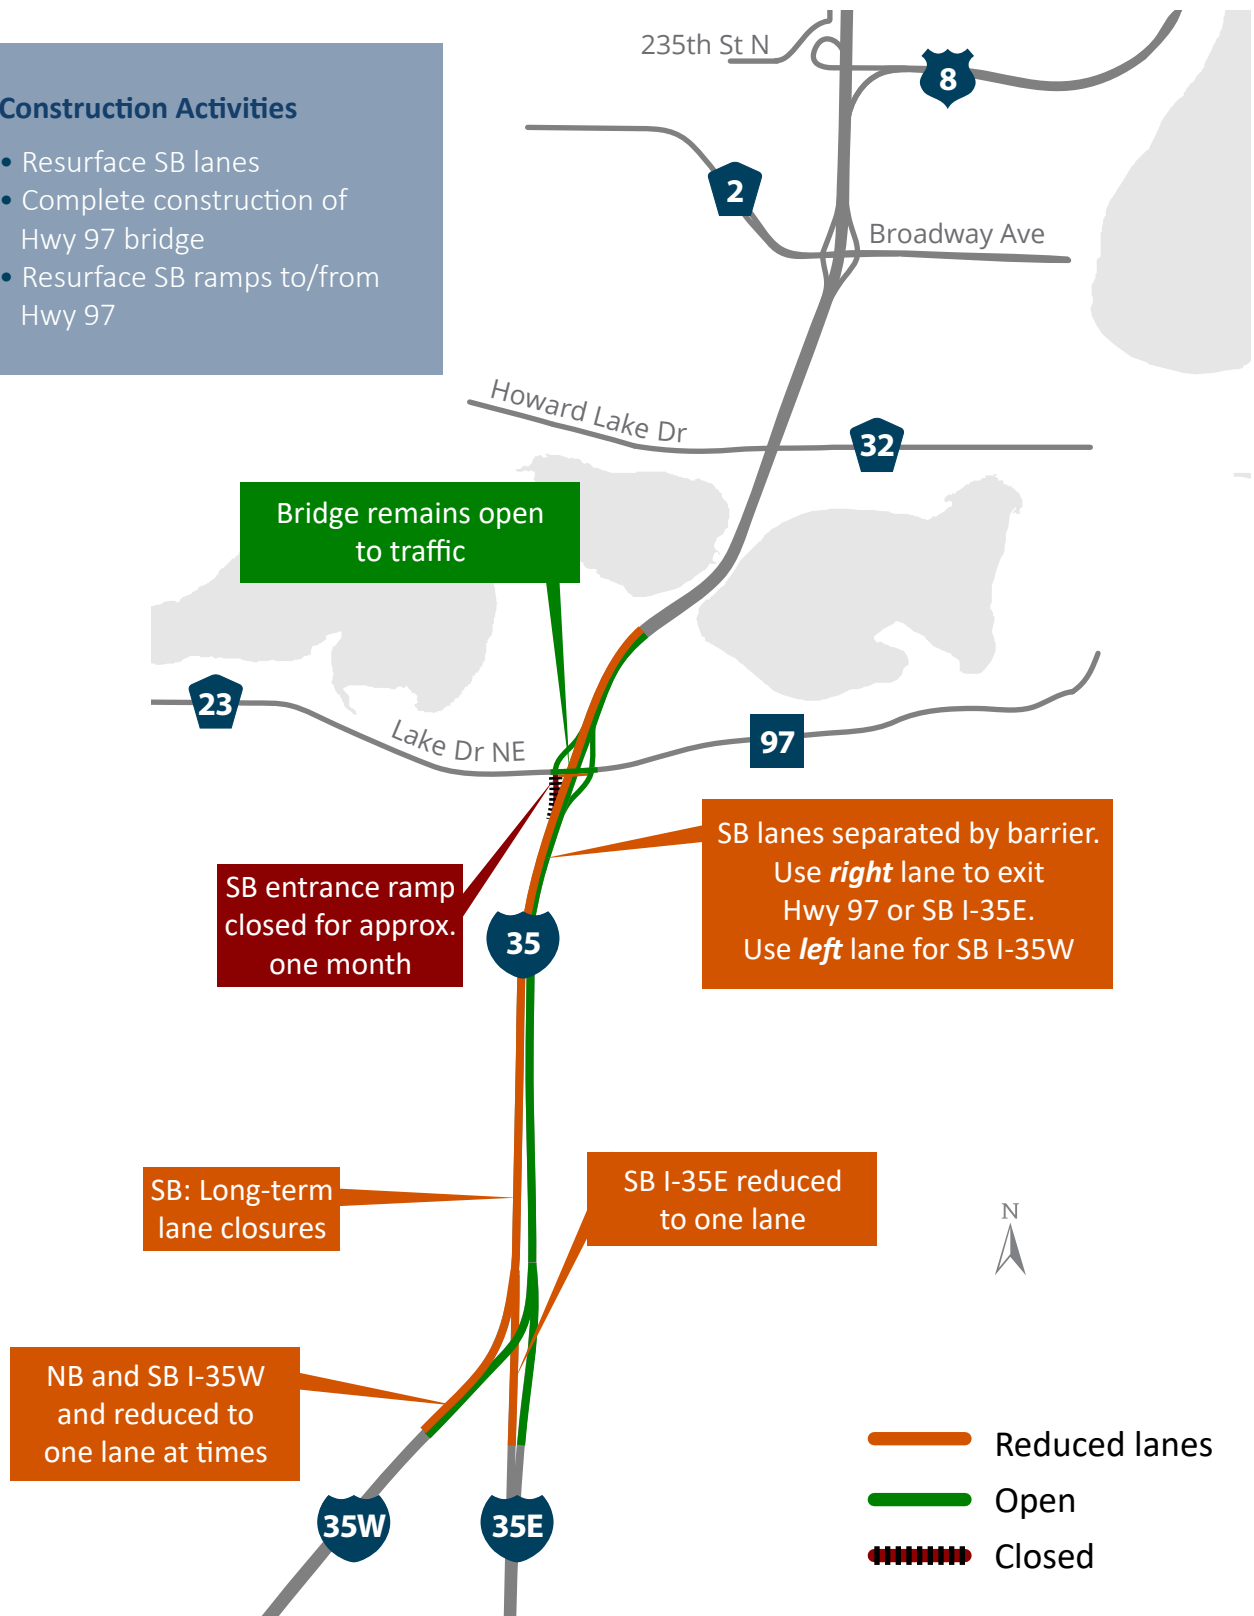 235th St N
8
Construction Activities
• Resurface SB lanes
• Complete construction of
Hwy 97 bridge
• Resurface SB ramps to/from
Hwy 97
2
Broadway Ave
Howard Lake Dr
32
Bridge remains open
to traffic
23
Lake Dr NE
97
SB lanes separated by barrier.
Use right lane to exit
Hwy 97 or SB I-35E.
Use left lane for SB I-35W
SB entrance ramp
closed for approx.
one month
35
SB: Long-term
lane closures
SB I-35E reduced
to one lane
N
NB and SB I-35W
and reduced to
one lane at times
Reduced lanes
Open
Closed
35W
35E